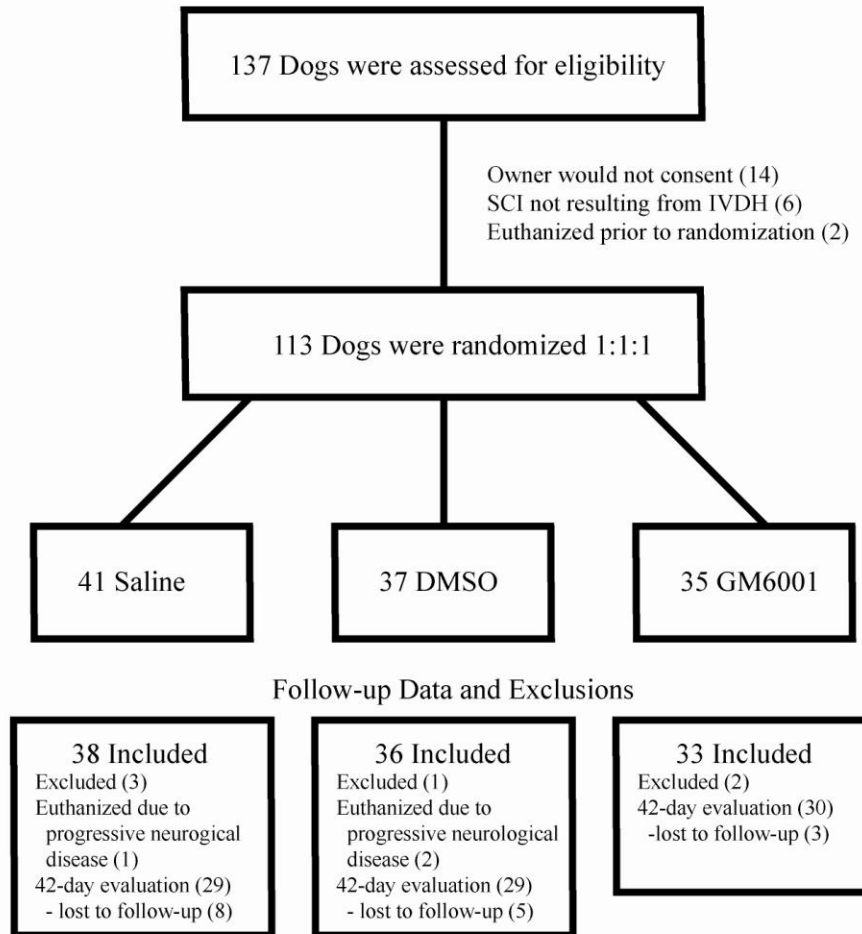 137 Dogs were assessed for eligibility
Owner would not consent (14)
SCI not resulting from IVDH (6)
Euthanized prior to randomization (2)
113 Dogs were randomized 1:1:1
41 Saline
37 DMSO
35 GM6001
Follow-up Data and Exclusions
38 Included
Excluded (3)
Euthanized due to
progressive neurogical
disease (1)
42-day evaluation (29)
- lost to follow-up (8)
36 Included
Excluded (1)
Euthanized due to
progressive neurological
disease (2)
42-day evaluation (29)
- lost to follow-up (5)
33 Included
Excluded (2)
42-day evaluation (30)
-lost to follow-up (3)